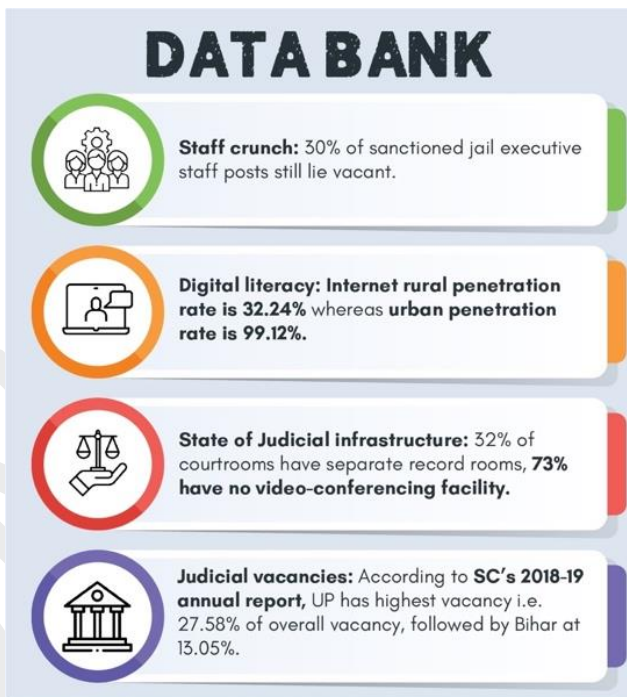 DATA BANK
Staff crunch: 30% of sanctioned jail executive
staff posts still lie vacant.
Digital literacy: Internet rural penetration
rate is 32.24% whereas urban penetration
rate is 99.12%.
State of Judicial infrastructure: 32% of
courtrooms have separate record rooms, 73%
have no video-conferencing facility.
Judicial vacancies: According to SC's 2018-19
annual report, UP has highest vacancy i.e.
27.58% of overall vacancy, followed by Bihar at
13.05%.